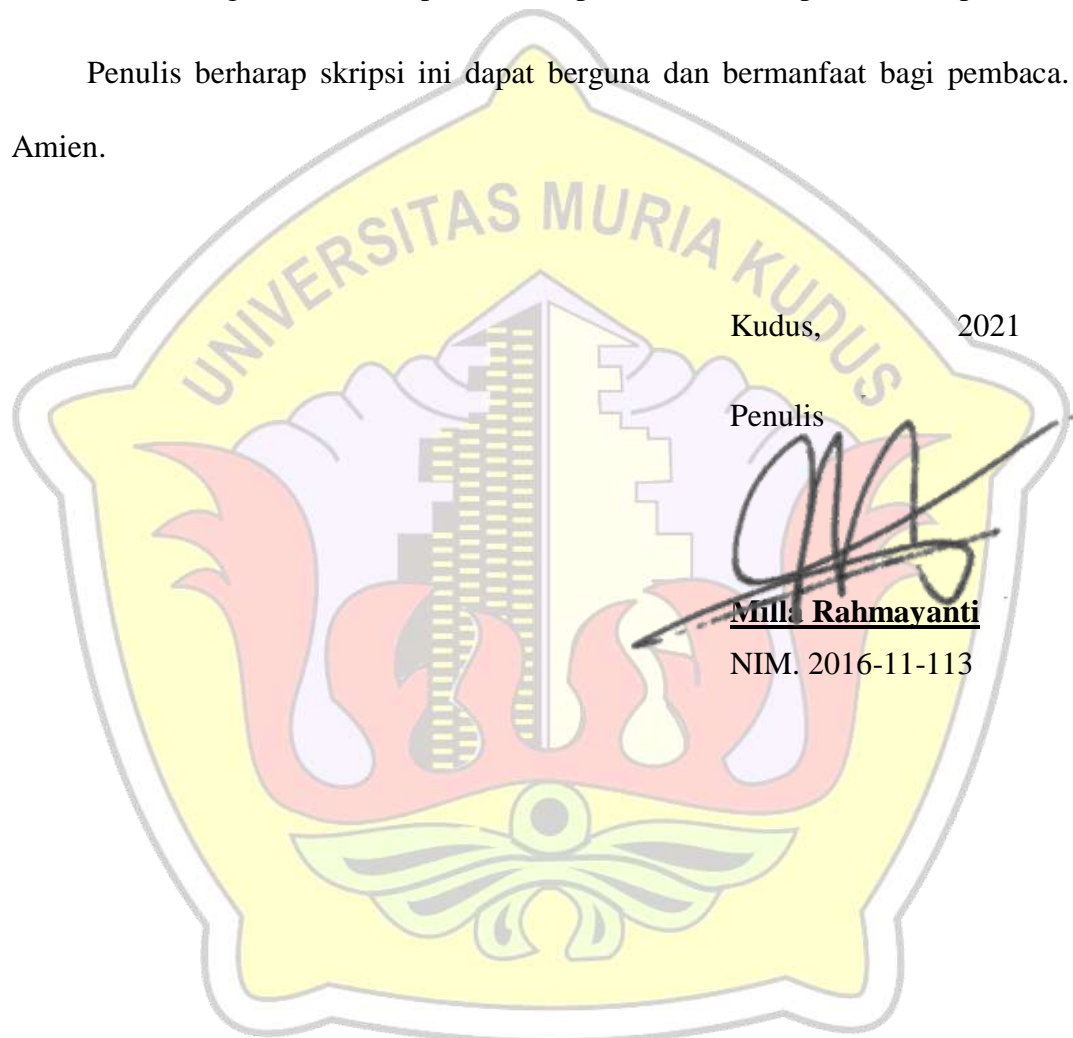 Penulis berharap skripsi ini dapat berguna dan bermanfaat bagi pembaca.
Amien.
UNIVERSITAS MURIA KUDUS
Kudus, 2021
Penulis
Milla Rahmayanti
NIM. 2016-11-113